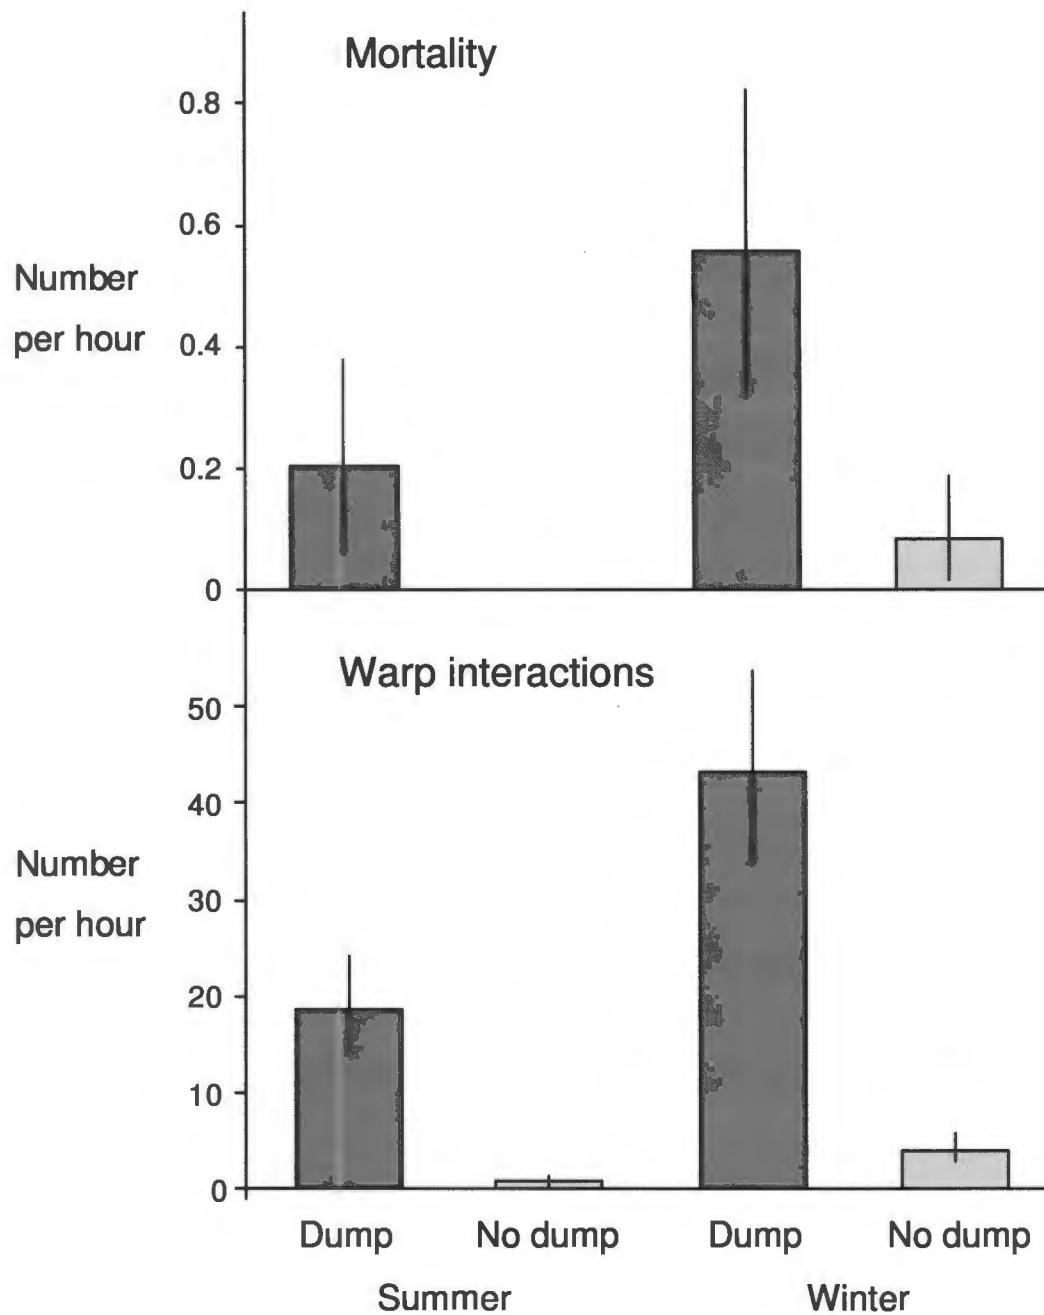 Mortality
0.8
0.6
Number
per hour
0.4
0.2
0
Warp interactions
50
40
Number
per hour
30
20
10
0
Dump No dump Dump No dump
Summer Winter